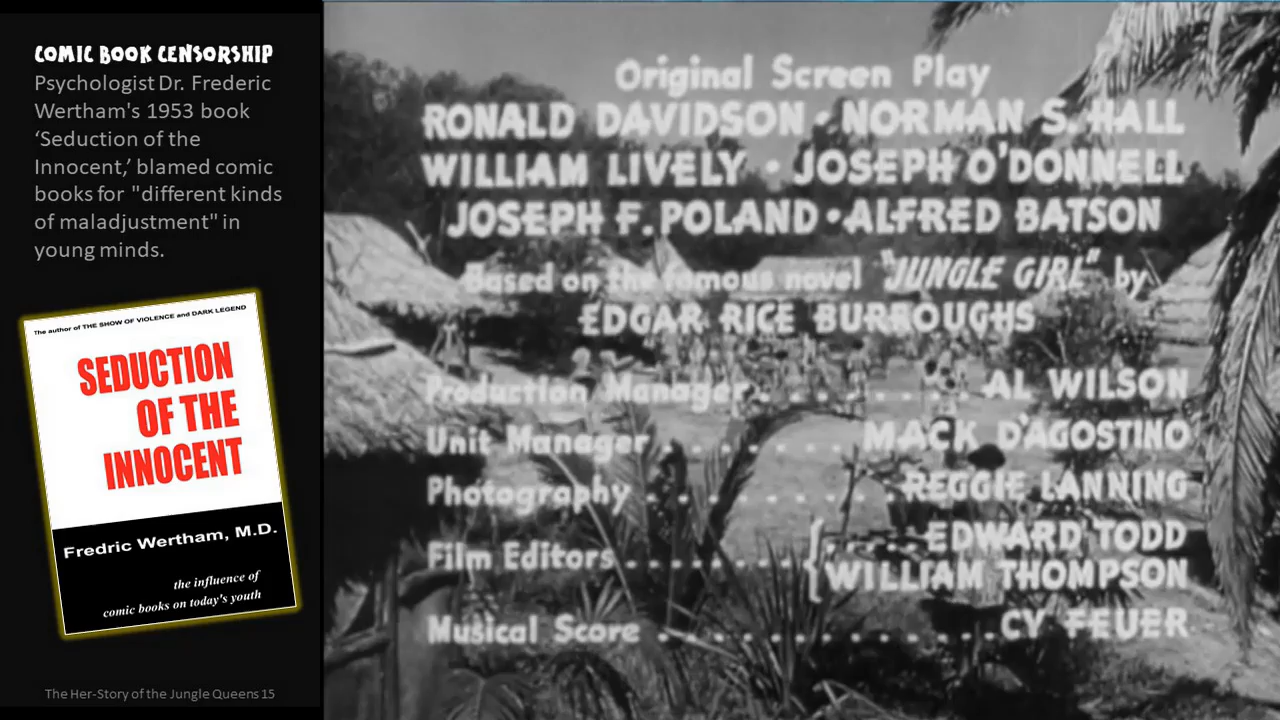 COMIC BOOK CENSORSHIP
Psychologist Dr. Frederic
Wertham's 1953 book
‘Seduction of the
Innocent,’ blamed comic
books for "different kinds
of maladjustment" in
young minds.
The author of THE SHOW OF VIOLENCE and DARK LEGEND
SEDUCTION
OF THE
INNOCENT
Fredric Wertham, M.D.
the influence of
comic books on today's youth
The Her-Story of the Jungle Queens 15
Original Screen Play
RONALD DAVIDSON • NORMAN S. HALL
WILLIAM LIVELY • JOSEPH O'DONNELL
JOSEPH F. POLAND • ALFRED BATSON
Based on the famous novel "JUNGLE GIRL" by
EDGAR RICE BURROUGHS
Production Manager . . . . . . . . AL WILSON
Unit Manager . . . . . . . MACK D'AGOSTINO
Photography . . . . . . . . . REGGIE LANNING
Film Editors . . . . . . . { . . . . . EDWARD TODD
WILLIAM THOMPSON
Musical Score . . . . . . . . . . . . . . CY FEUER